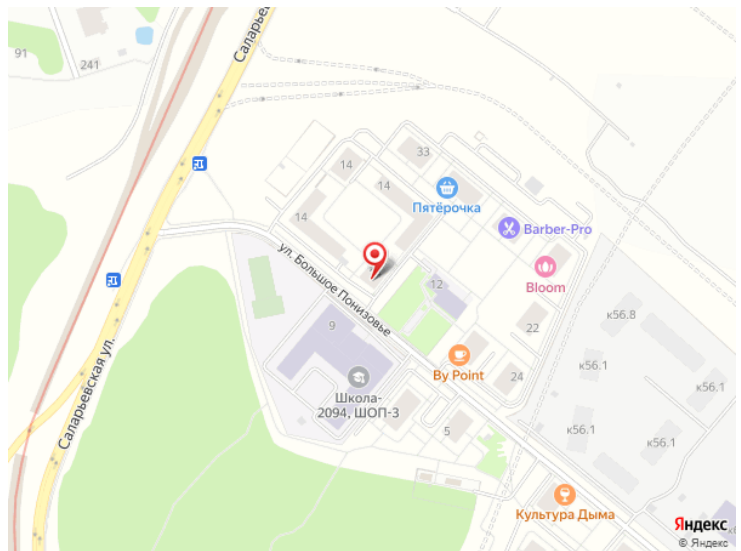 91
241
Саларьевская ул.
14
33
14
14
Пятёрочка
Barber-Pro
ул. Большое Понизовье
12
Bloom
к56.8
9
22
By Point
24
к56.1
Школа-
2094, ШОП-3
5
к56.1
к56.1
Саларьевская ул.
Культура Дыма
Яндекс
© Яндекс